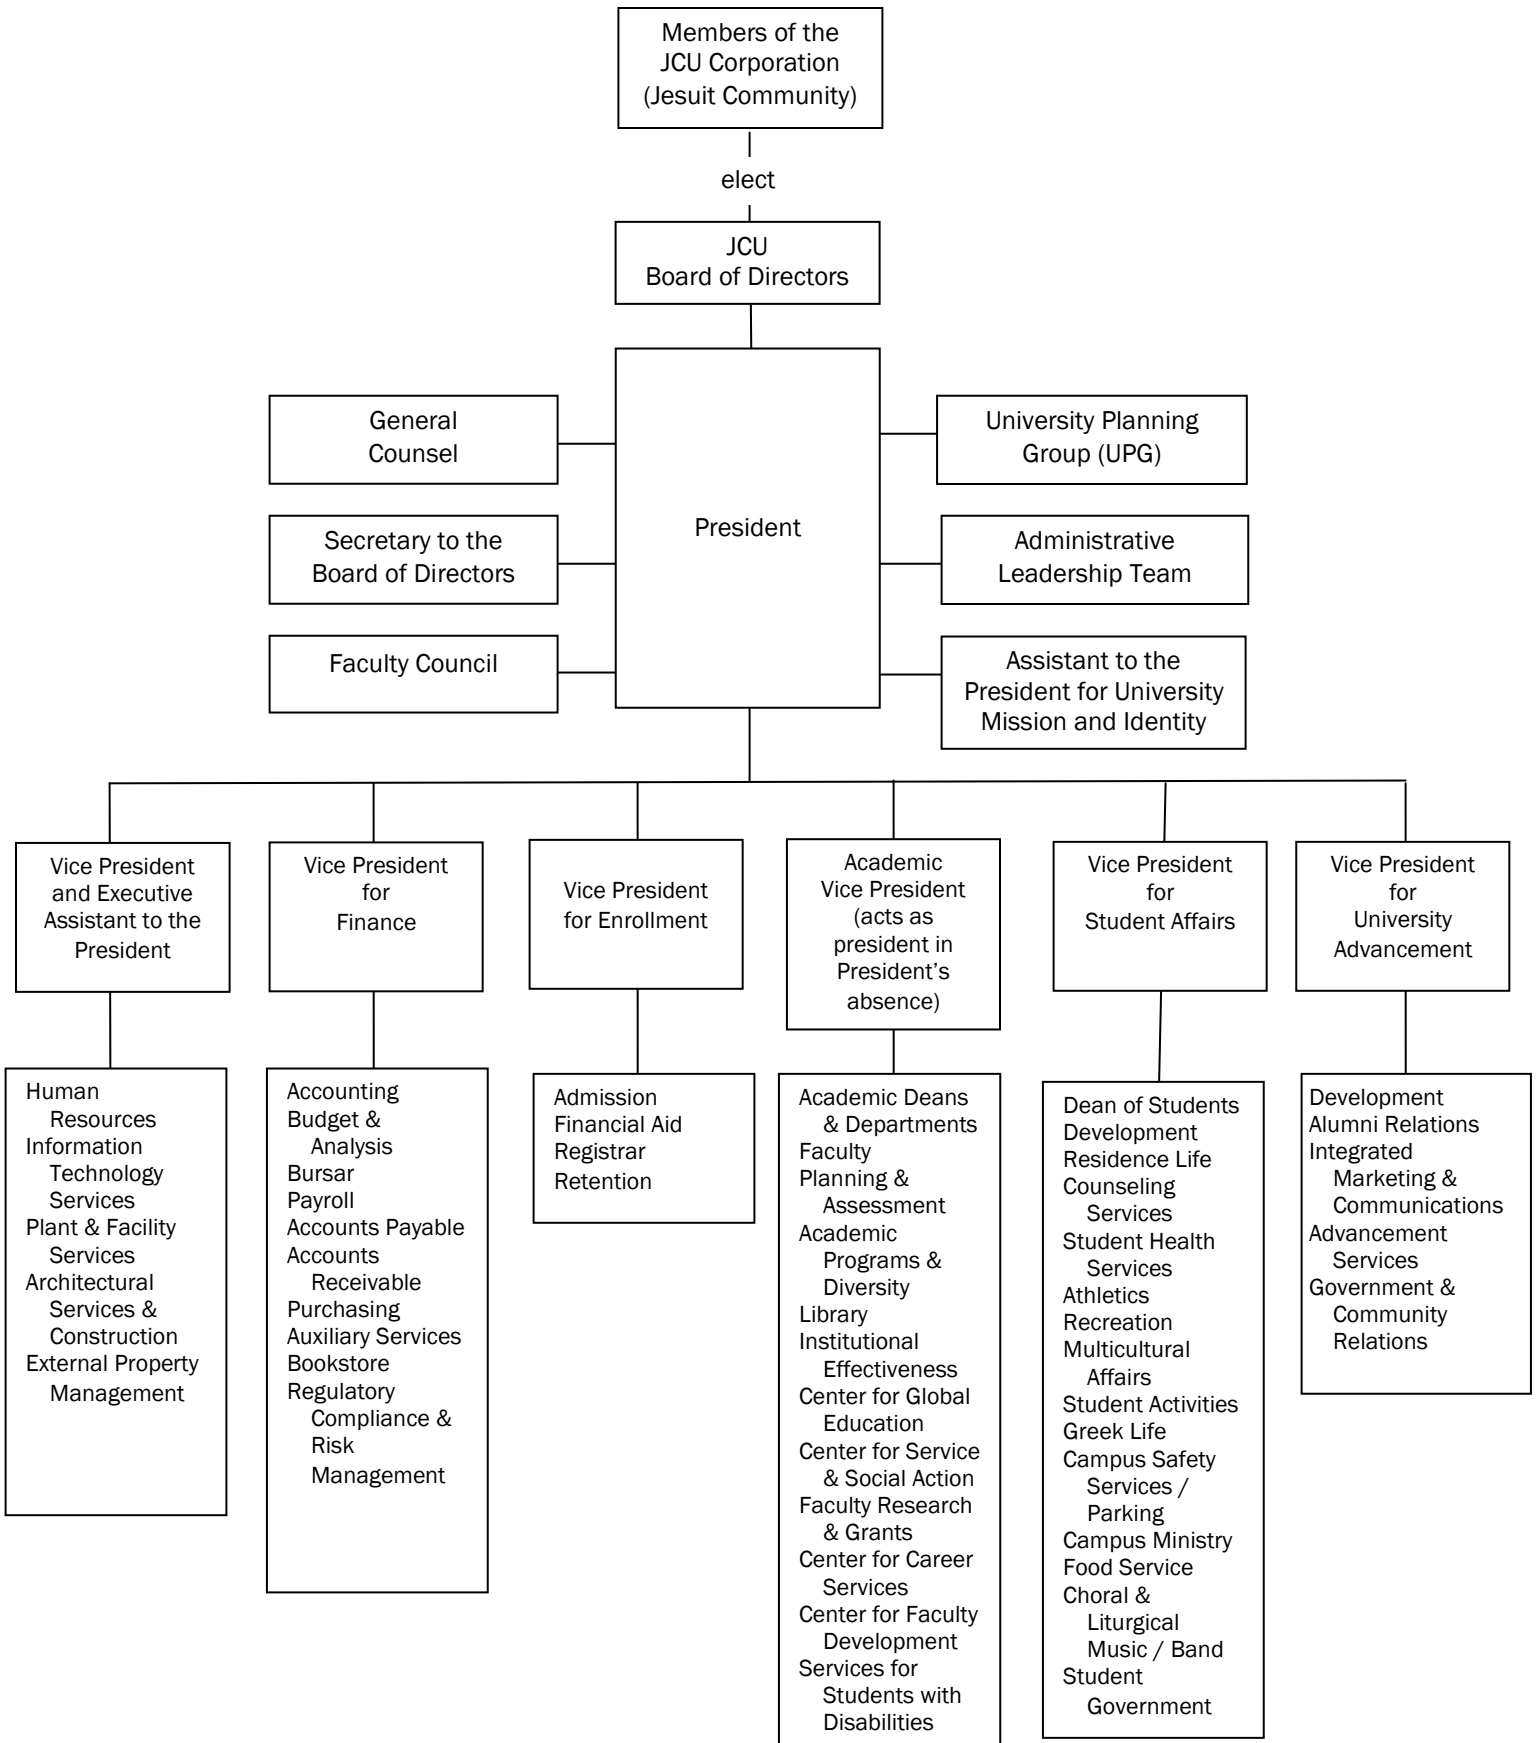 Members of the
JCU Corporation
(Jesuit Community)
elect
JCU
Board of Directors
General
Counsel
Secretary to the
Board of Directors
Faculty Council
President
University Planning
Group (UPG)
Administrative
Leadership Team
Assistant to the
President for University
Mission and Identity
Vice President
and Executive
Assistant to the
President
Vice President
for
Finance
Vice President
for Enrollment
Academic
Vice President
(acts as
president in
President’s
absence)
Vice President
for
Student Affairs
Vice President
for
University
Advancement
Human
Resources
Information
Technology
Services
Plant & Facility
Services
Architectural
Services &
Construction
External Property
Management
Accounting
Budget &
Analysis
Bursar
Payroll
Accounts Payable
Accounts
Receivable
Purchasing
Auxiliary Services
Bookstore
Regulatory
Compliance &
Risk
Management
Admission
Financial Aid
Registrar
Retention
Academic Deans
& Departments
Faculty
Planning &
Assessment
Academic
Programs &
Diversity
Library
Institutional
Effectiveness
Center for Global
Education
Center for Service
& Social Action
Faculty Research
& Grants
Center for Career
Services
Center for Faculty
Development
Services for
Students with
Disabilities
Dean of Students
Development
Residence Life
Counseling
Services
Student Health
Services
Athletics
Recreation
Multicultural
Affairs
Student Activities
Greek Life
Campus Safety
Services /
Parking
Campus Ministry
Food Service
Choral &
Liturgical
Music / Band
Student
Government
Development
Alumni Relations
Integrated
Marketing &
Communications
Advancement
Services
Government &
Community
Relations